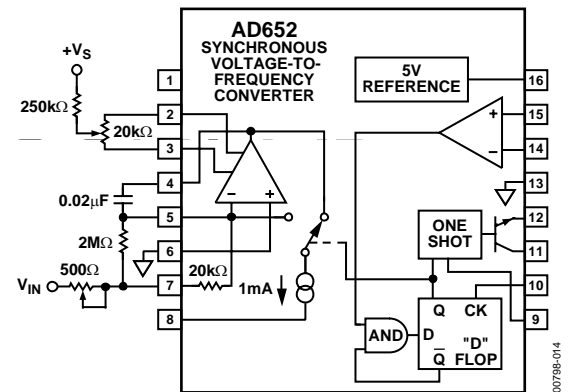 AD652
SYNCHRONOUS
VOLTAGE-TO-
FREQUENCY
CONVERTER
5V
REFERENCE
+VS
250kΩ
20kΩ
0.02μF
2MΩ
500Ω
VIN
1
2
3
4
5
6
7
8
–
+
20kΩ
1mA
16
15
14
13
12
11
10
9
+
–
ONE
SHOT
AND
Q
CK
D
"D"
FLOP
Q̅
00798-014